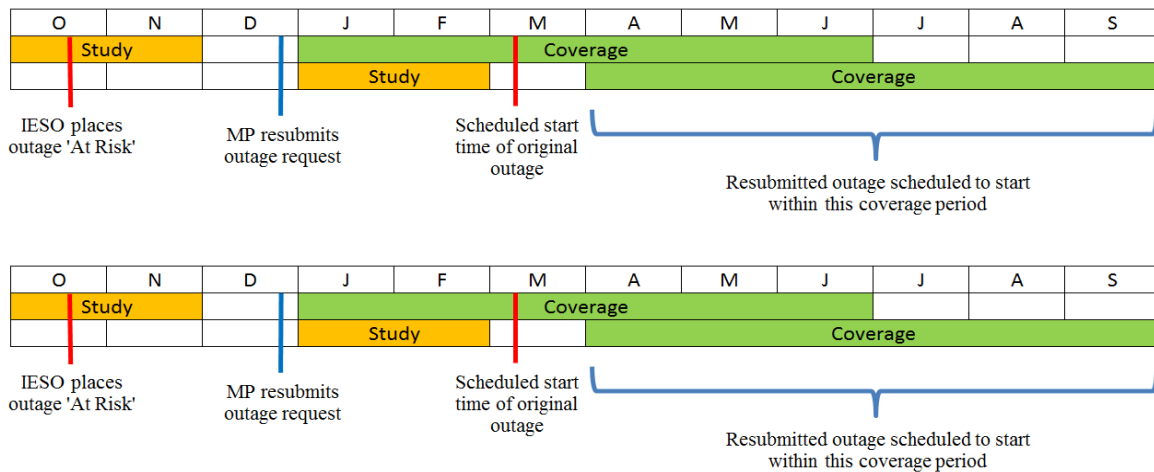 O N D J F M A M J J A S
Study Coverage
Study Coverage
IESO places
outage 'At Risk'
MP resubmits
outage request
Scheduled start
time of original
outage
Resubmitted outage scheduled to start
within this coverage period
O N D J F M A M J J A S
Study Coverage
Study Coverage
IESO places
outage 'At Risk'
MP resubmits
outage request
Scheduled start
time of original
outage
Resubmitted outage scheduled to start
within this coverage period